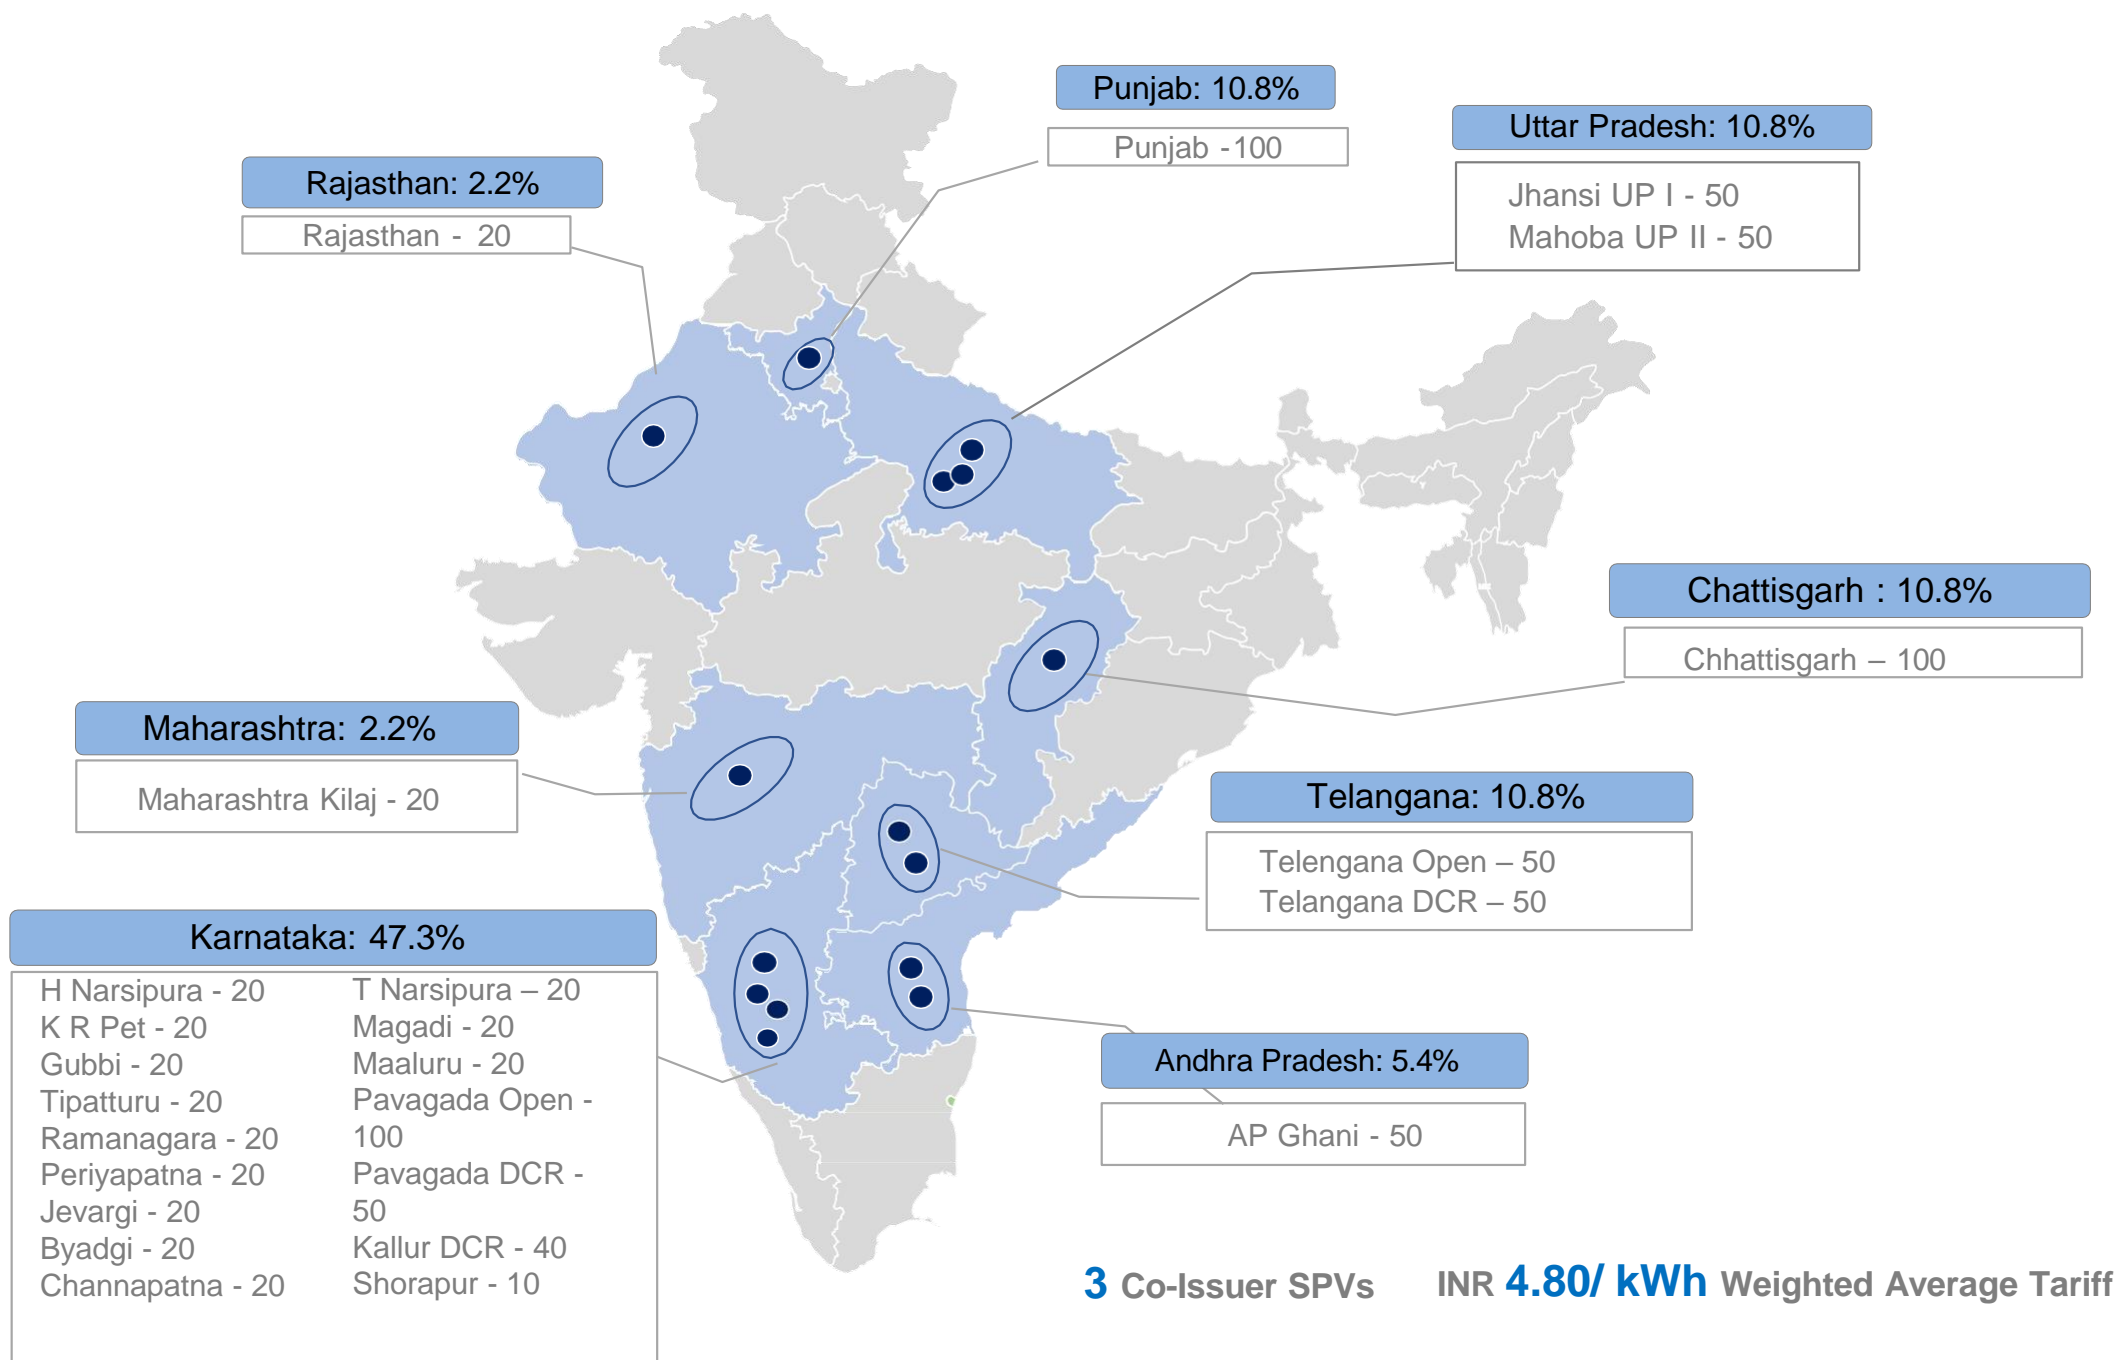 Punjab: 10.8%
Punjab -100
Uttar Pradesh: 10.8%
Jhansi UP I - 50
Mahoba UP II - 50
Rajasthan: 2.2%
Rajasthan - 20
Chattisgarh : 10.8%
Chhattisgarh – 100
Maharashtra: 2.2%
Maharashtra Kilaj - 20
Telangana: 10.8%
Telengana Open – 50
Telangana DCR – 50
Karnataka: 47.3%
H Narsipura - 20
K R Pet - 20
Gubbi - 20
Tipatturu - 20
Ramanagara - 20
Periyapatna - 20
Jevargi - 20
Byadgi - 20
Channapatna - 20
T Narsipura – 20
Magadi - 20
Maaluru - 20
Pavagada Open -
100
Pavagada DCR -
50
Kallur DCR - 40
Shorapur - 10
Andhra Pradesh: 5.4%
AP Ghani - 50
3 Co-Issuer SPVs
INR 4.80/ kWh Weighted Average Tariff